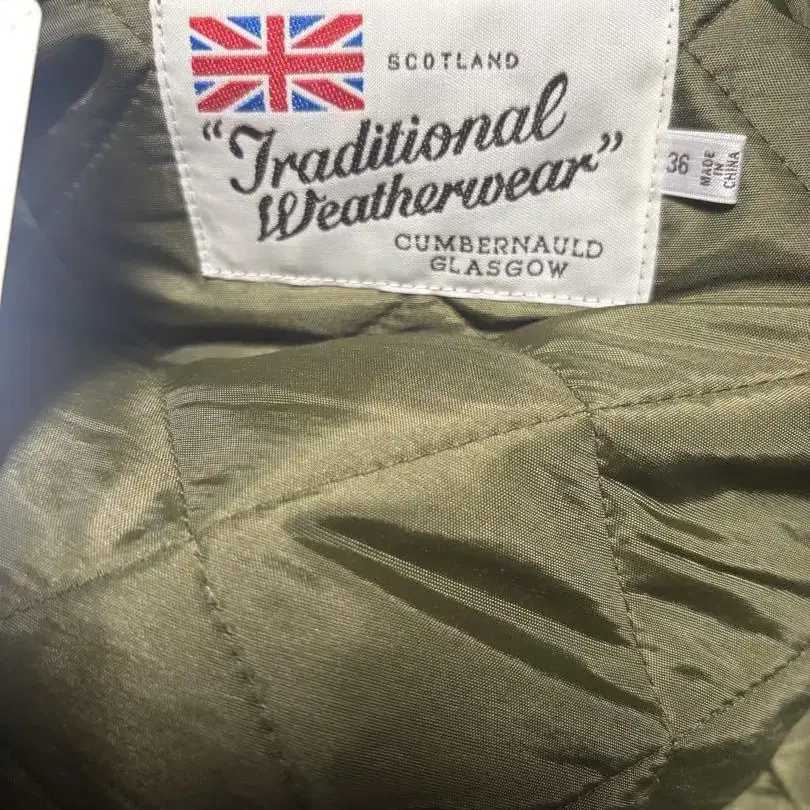 SCOTLAND
"Traditional
Weatherwear"
CUMBERNAULD
GLASGOW
36
MADE
IN
CHINA